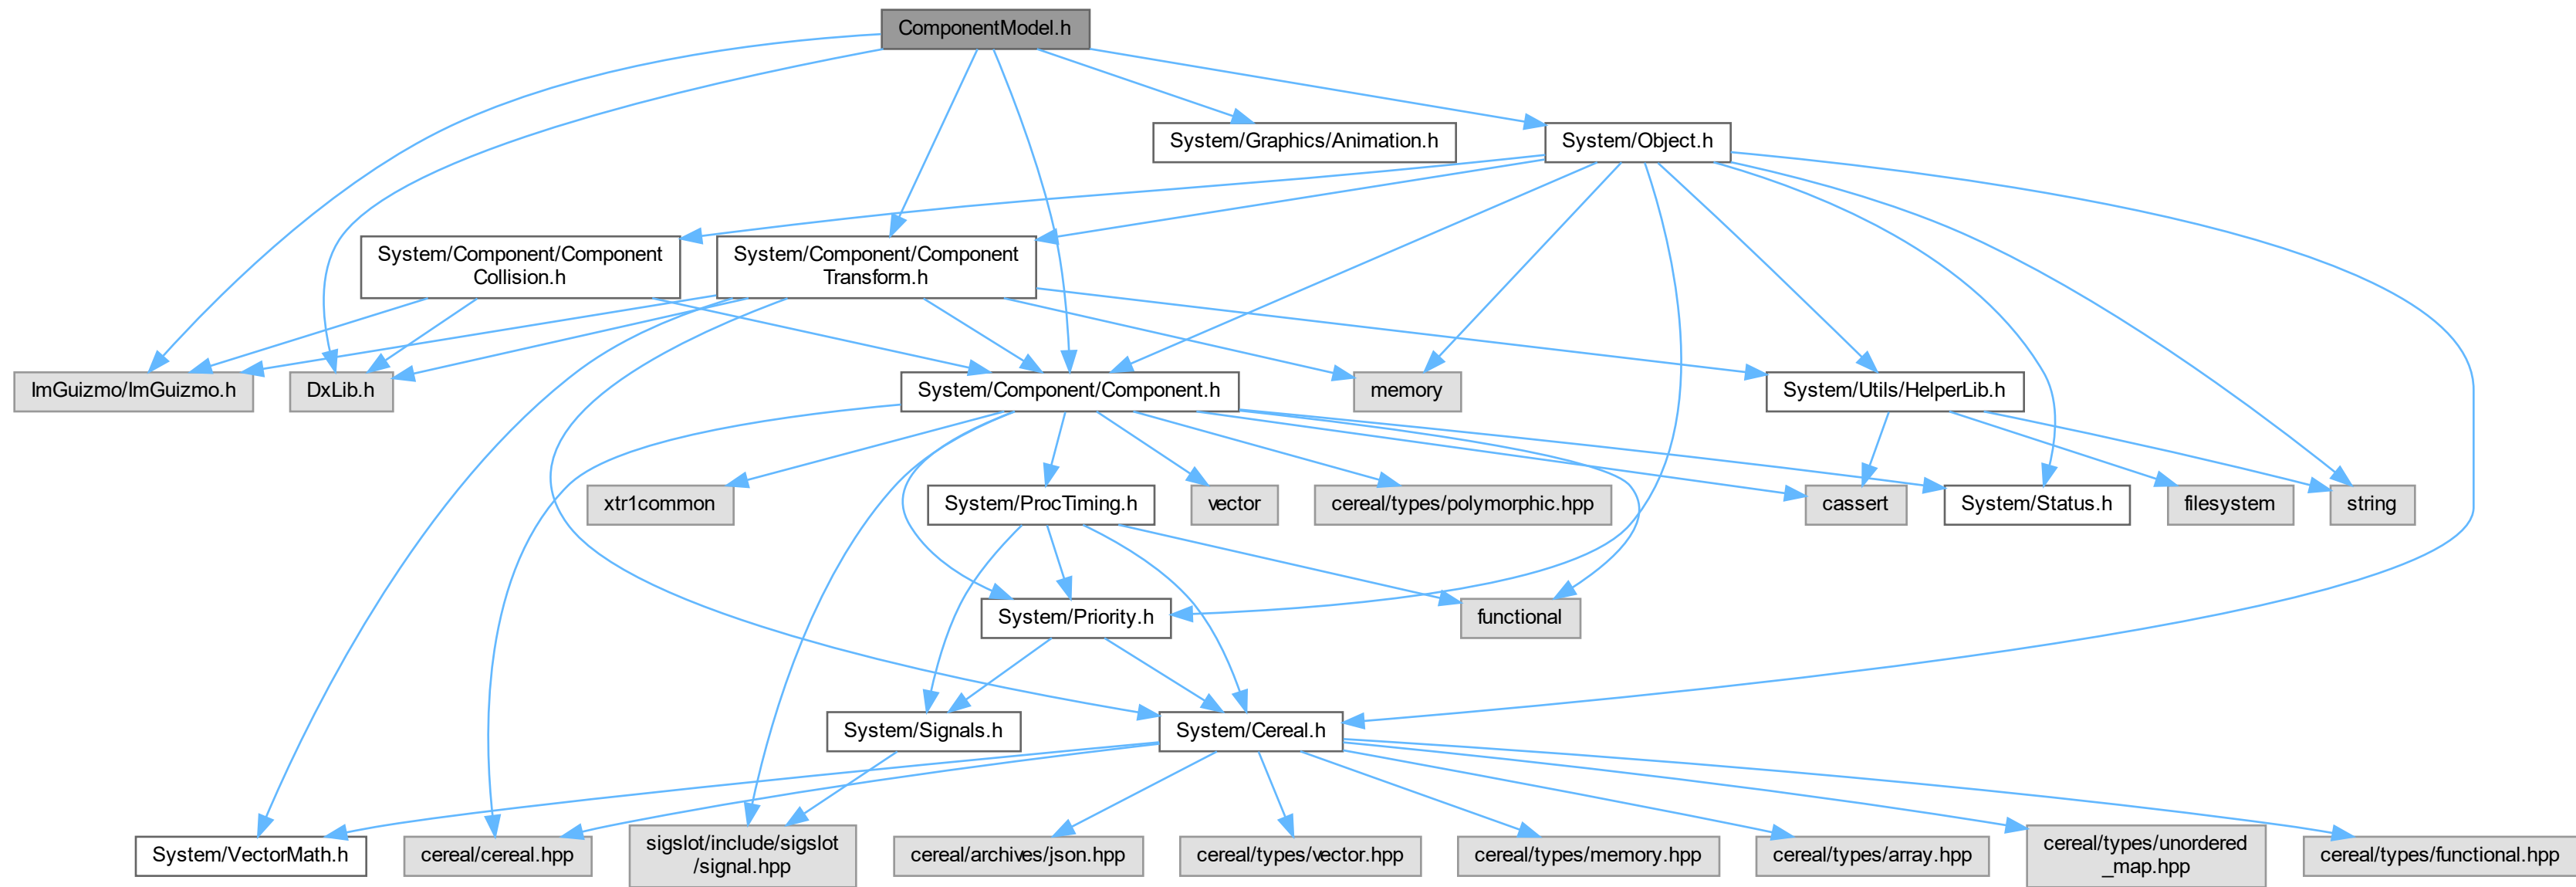 ComponentModel.h
System/Graphics/Animation.h
System/Object.h
System/Component/Component
Collision.h
System/Component/Component
Transform.h
ImGuizmo/ImGuizmo.h
DxLib.h
System/Component/Component.h
memory
System/Utils/HelperLib.h
xtr1common
System/ProcTiming.h
vector
cereal/types/polymorphic.hpp
cassert
System/Status.h
filesystem
string
System/Priority.h
functional
System/Signals.h
System/Cereal.h
System/VectorMath.h
cereal/cereal.hpp
sigslot/include/sigslot
/signal.hpp
cereal/archives/json.hpp
cereal/types/vector.hpp
cereal/types/memory.hpp
cereal/types/array.hpp
cereal/types/unordered
_map.hpp
cereal/types/functional.hpp